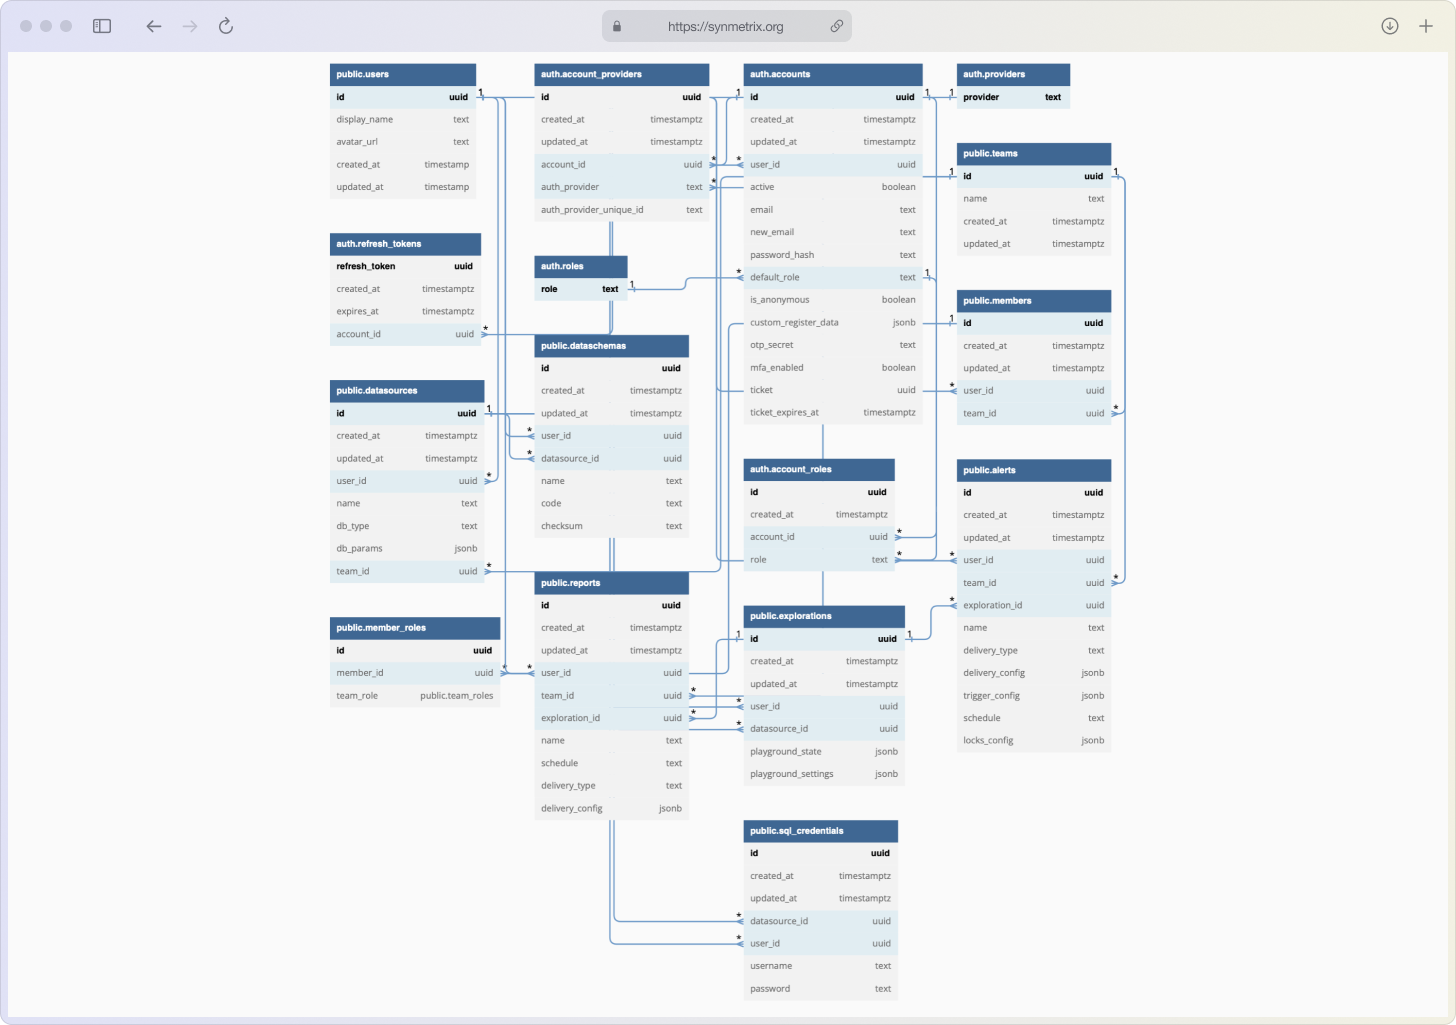 https://synmetrix.org
public.users
id uuid
display_name text
avatar_url text
created_at timestamp
updated_at timestamp
auth.refresh_tokens
refresh_token uuid
created_at timestamptz
expires_at timestamptz
account_id uuid
public.datasources
id uuid
created_at timestamptz
updated_at timestamptz
user_id uuid
name text
db_type text
db_params jsonb
team_id uuid
public.member_roles
id uuid
member_id uuid
team_role public.team_roles
auth.account_providers
id uuid
created_at timestamptz
updated_at timestamptz
account_id uuid
auth_provider text
auth_provider_unique_id text
auth.roles
role text
public.dataschemas
id uuid
created_at timestamptz
updated_at timestamptz
user_id uuid
datasource_id uuid
name text
code text
checksum text
public.reports
id uuid
created_at timestamptz
updated_at timestamptz
user_id uuid
team_id uuid
exploration_id uuid
name text
schedule text
delivery_type text
delivery_config jsonb
auth.accounts
id uuid
created_at timestamptz
updated_at timestamptz
user_id uuid
active boolean
email text
new_email text
password_hash text
default_role text
is_anonymous boolean
custom_register_data jsonb
otp_secret text
mfa_enabled boolean
ticket uuid
ticket_expires_at timestamptz
auth.account_roles
id uuid
created_at timestamptz
account_id uuid
role text
public.explorations
id uuid
created_at timestamptz
updated_at timestamptz
user_id uuid
datasource_id uuid
playground_state jsonb
playground_settings jsonb
public.sql_credentials
id uuid
created_at timestamptz
updated_at timestamptz
datasource_id uuid
user_id uuid
username text
password text
auth.providers
provider text
public.teams
id uuid
name text
created_at timestamptz
updated_at timestamptz
public.members
id uuid
created_at timestamptz
updated_at timestamptz
user_id uuid
team_id uuid
public.alerts
id uuid
created_at timestamptz
updated_at timestamptz
user_id uuid
team_id uuid
exploration_id uuid
name text
delivery_type text
delivery_config jsonb
trigger_config jsonb
schedule text
locks_config jsonb